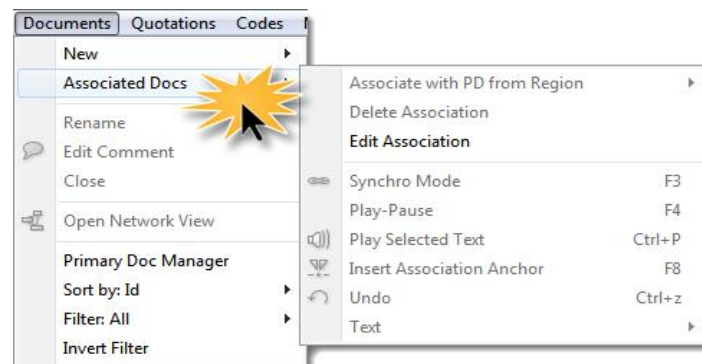 Documents Quotations Codes
New
Associated Docs
Rename
Edit Comment
Close
Open Network View
Primary Doc Manager
Sort by: Id
Filter: All
Invert Filter
Associate with PD from Region
Delete Association
Edit Association
Synchro Mode F3
Play-Pause F4
Play Selected Text Ctrl+P
Insert Association Anchor F8
Undo Ctrl+z
Text